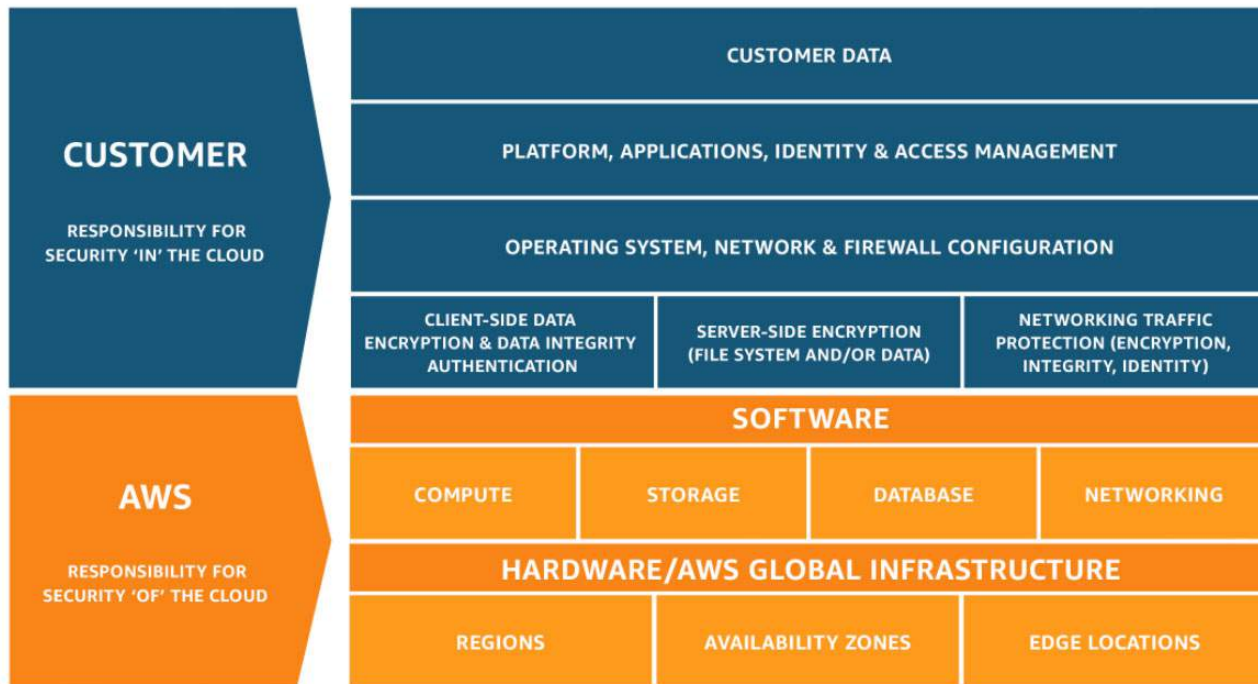 CUSTOMER
RESPONSIBILITY FOR
SECURITY ‘IN’ THE CLOUD
CUSTOMER DATA
PLATFORM, APPLICATIONS, IDENTITY & ACCESS MANAGEMENT
OPERATING SYSTEM, NETWORK & FIREWALL CONFIGURATION
CLIENT-SIDE DATA
ENCRYPTION & DATA INTEGRITY
AUTHENTICATION
SERVER-SIDE ENCRYPTION
(FILE SYSTEM AND/OR DATA)
NETWORKING TRAFFIC
PROTECTION (ENCRYPTION,
INTEGRITY, IDENTITY)
AWS
RESPONSIBILITY FOR
SECURITY ‘OF’ THE CLOUD
SOFTWARE
COMPUTE
STORAGE
DATABASE
NETWORKING
HARDWARE/AWS GLOBAL INFRASTRUCTURE
REGIONS
AVAILABILITY ZONES
EDGE LOCATIONS